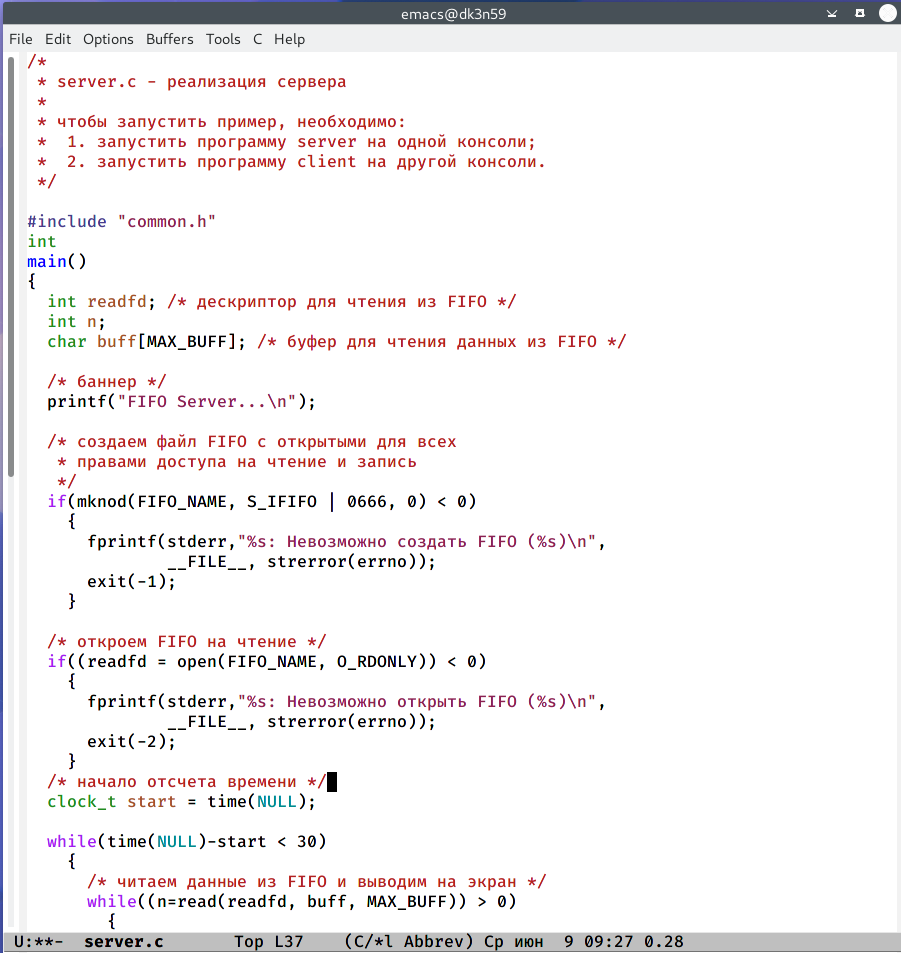 emacs@dk3n59
File Edit Options Buffers Tools C Help
/*
 * server.c - реализация сервера
 *
 * чтобы запустить пример, необходимо:
 *  1. запустить программу server на одной консоли;
 *  2. запустить программу client на другой консоли.
 */

#include "common.h"
int
main()
{
  int readfd; /* дескриптор для чтения из FIFO */
  int n;
  char buff[MAX_BUFF]; /* буфер для чтения данных из FIFO */

  /* баннер */
  printf("FIFO Server...\n");

  /* создаем файл FIFO с открытыми для всех
   * правами доступа на чтение и запись
   */
  if(mknod(FIFO_NAME, S_IFIFO | 0666, 0) < 0)
    {
      fprintf(stderr,"%s: Невозможно создать FIFO (%s)\n",
              __FILE__, strerror(errno));
      exit(-1);
    }

  /* откроем FIFO на чтение */
  if((readfd = open(FIFO_NAME, O_RDONLY)) < 0)
    {
      fprintf(stderr,"%s: Невозможно открыть FIFO (%s)\n",
              __FILE__, strerror(errno));
      exit(-2);
    }
  /* начало отсчета времени */
  clock_t start = time(NULL);

  while(time(NULL)-start < 30)
    {
      /* читаем данные из FIFO и выводим на экран */
      while((n=read(readfd, buff, MAX_BUFF)) > 0)
        {
U:**-  server.c       Top L37    (C/*l Abbrev) Ср июн  9 09:27 0.28